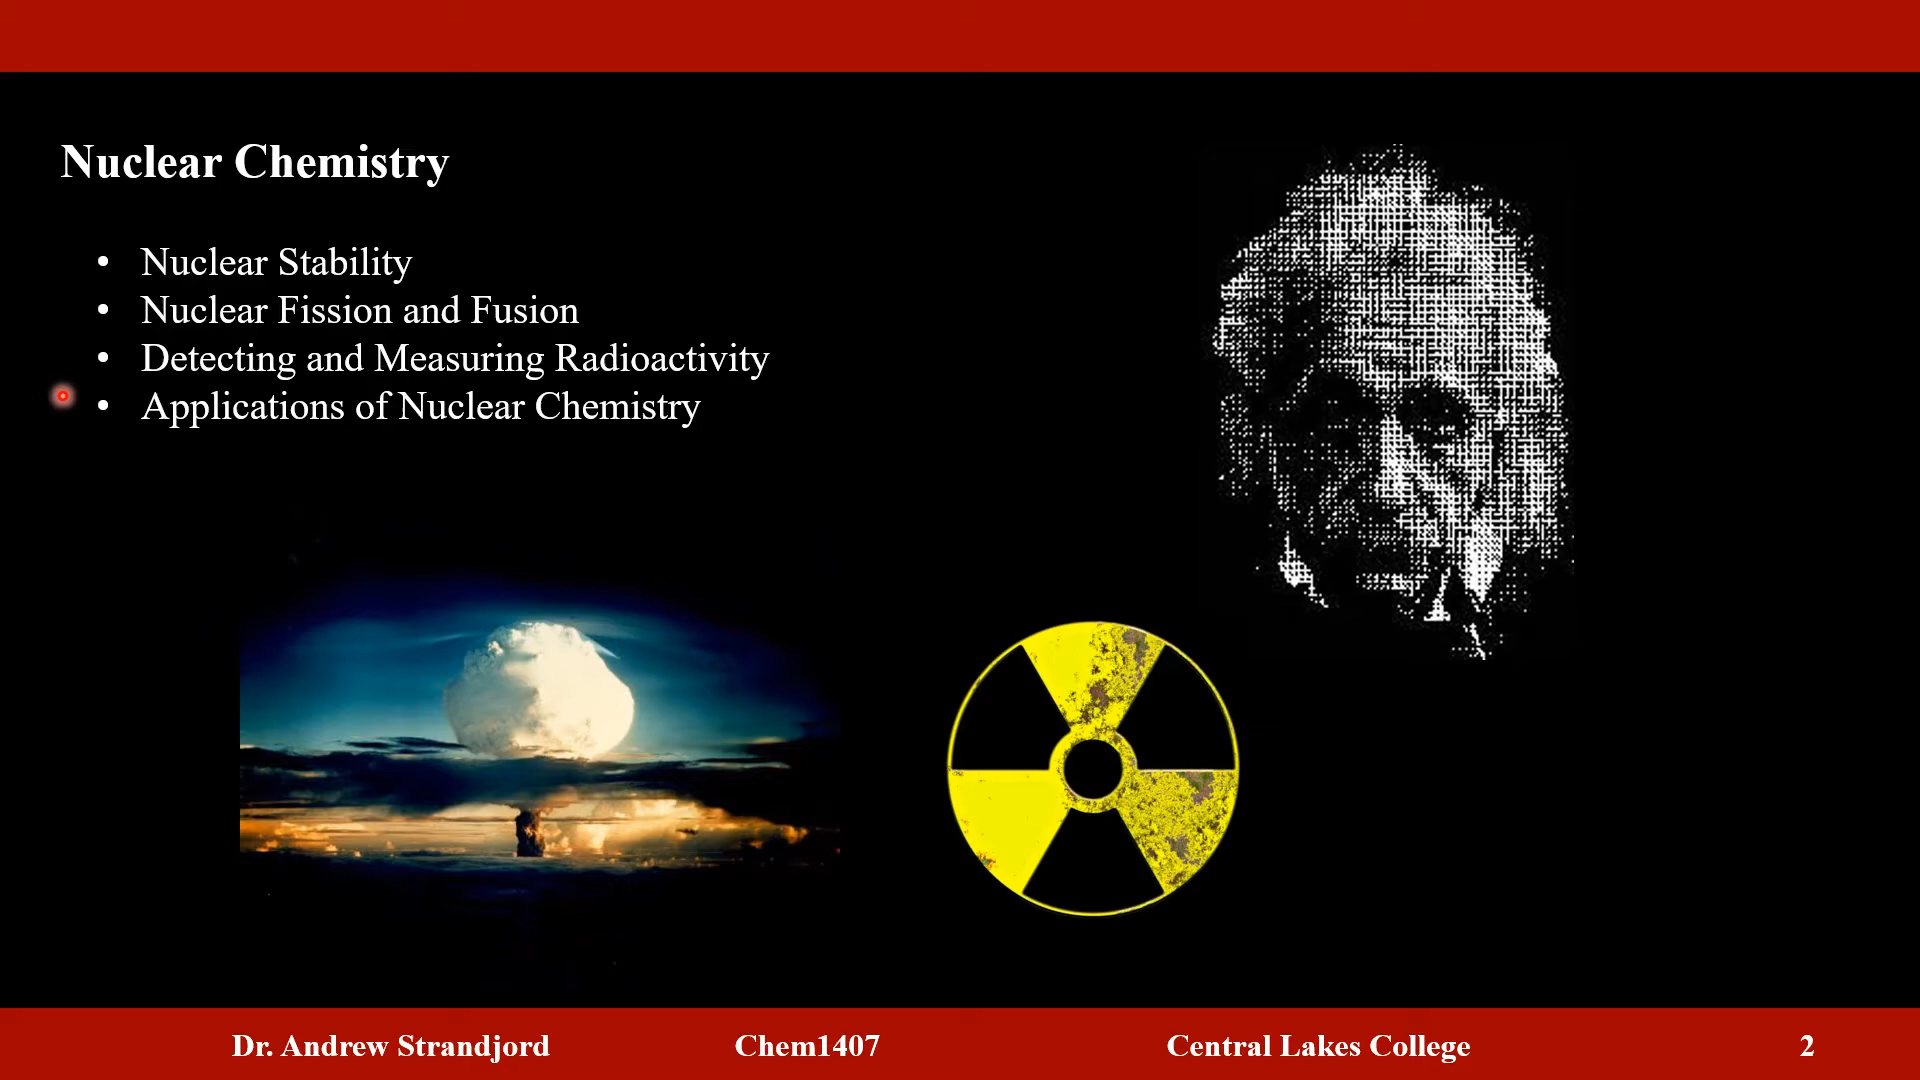 Nuclear Chemistry
• Nuclear Stability
• Nuclear Fission and Fusion
• Detecting and Measuring Radioactivity
• Applications of Nuclear Chemistry
Dr. Andrew Strandjord Chem1407 Central Lakes College 2